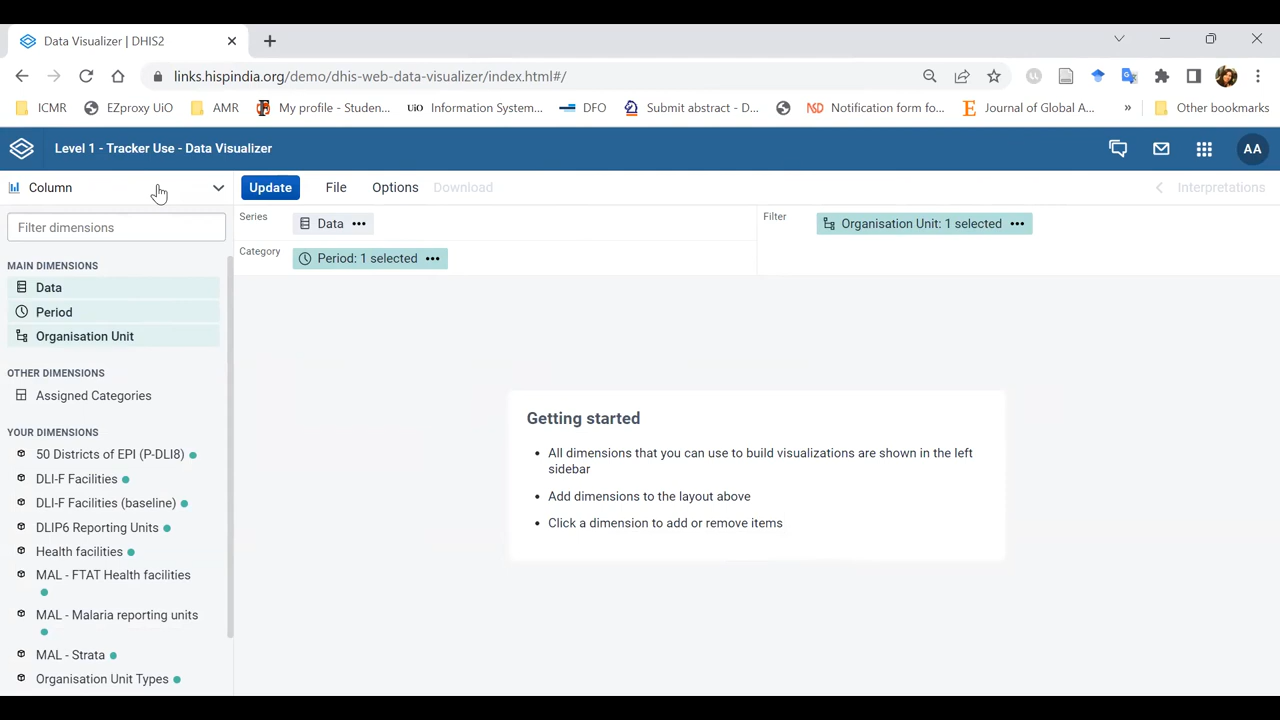 Data Visualizer | DHIS2
links.hispindia.org/demo/dhis-web-data-visualizer/index.html#/
ICMR EZproxy UiO AMR My profile - Studen... UiO Information System... DFO Submit abstract - D... NSD Notification form fo... E Journal of Global A... » Other bookmarks
Level 1 - Tracker Use - Data Visualizer AA
Column Update File Options Download Interpretations
Filter dimensions
Series Data •••
Filter Organisation Unit: 1 selected •••
Category Period: 1 selected •••
MAIN DIMENSIONS
Data
Period
Organisation Unit
OTHER DIMENSIONS
Assigned Categories
YOUR DIMENSIONS
50 Districts of EPI (P-DLI8)
DLI-F Facilities
DLI-F Facilities (baseline)
DLIP6 Reporting Units
Health facilities
MAL - FTAT Health facilities
MAL - Malaria reporting units
MAL - Strata
Organisation Unit Types
Getting started
• All dimensions that you can use to build visualizations are shown in the left
sidebar
• Add dimensions to the layout above
• Click a dimension to add or remove items